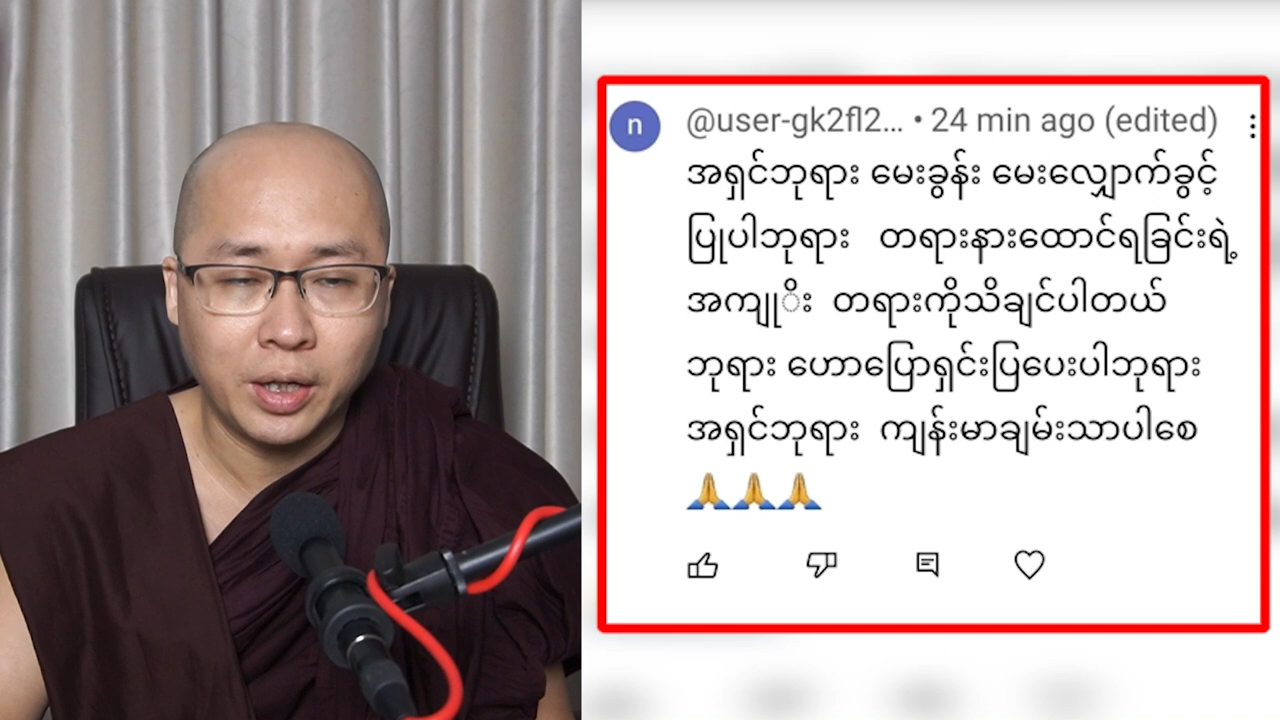 n @user-gk2fl2... • 24 min ago (edited)
အရှင်ဘုရား မေးခွန်း မေးလျှောက်ခွင့်
ပြုပါဘုရား တရားနားထောင်ရခြင်းရဲ့
အကျုိး တရားကိုသိချင်ပါတယ်
ဘုရား ဟောပြောရှင်းပြပေးပါဘုရား
အရှင်ဘုရား ကျန်းမာချမ်းသာပါစေ
🙏🙏🙏